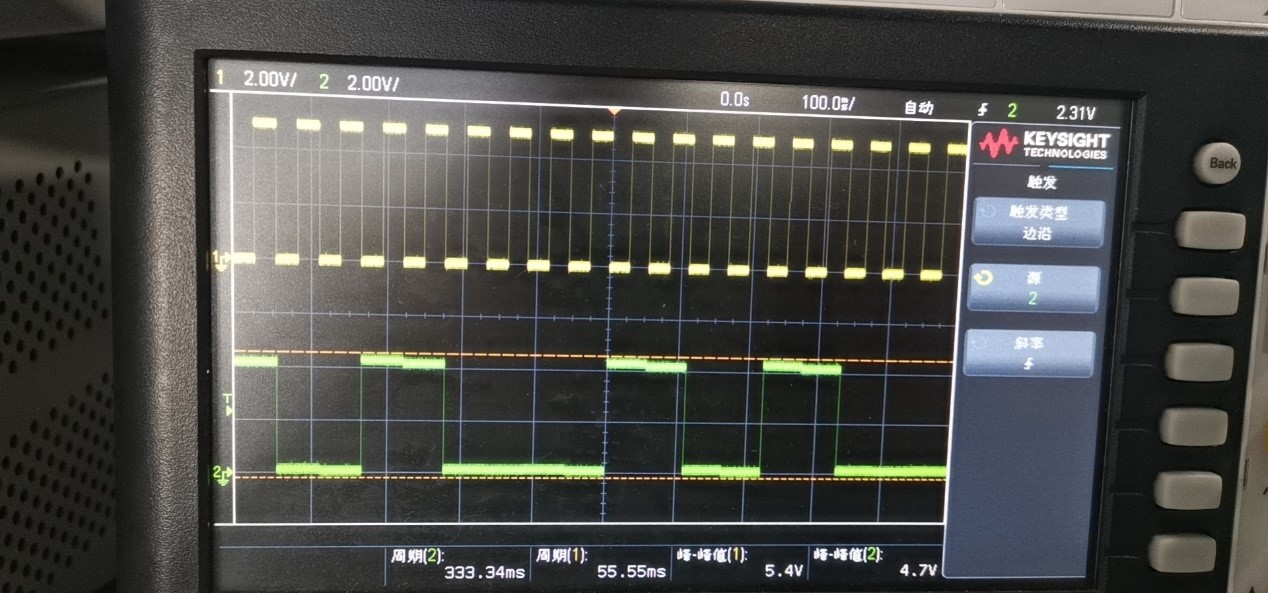 1 2.00V/ 2 2.00V/ 0.0s 100.0ms/ 自动 2 2.31V
KEYSIGHT
TECHNOLOGIES
触发
触发类型
边沿
源
2
斜率
Back
1
T
2
周期(2): 周期(1): 峰-峰值(1): 峰-峰值(2):
333.34ms 55.55ms 5.4V 4.7V